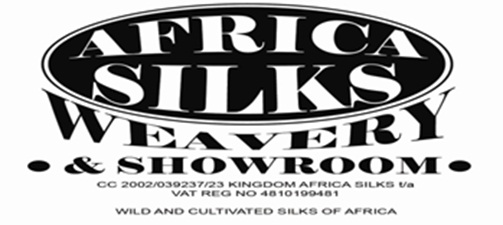 AFRICA
SILKS
WEAVERY
• & SHOWROOM •
CC 2002/039237/23 KINGDOM AFRICA SILKS t/a
VAT REG NO 4810199481
WILD AND CULTIVATED SILKS OF AFRICA